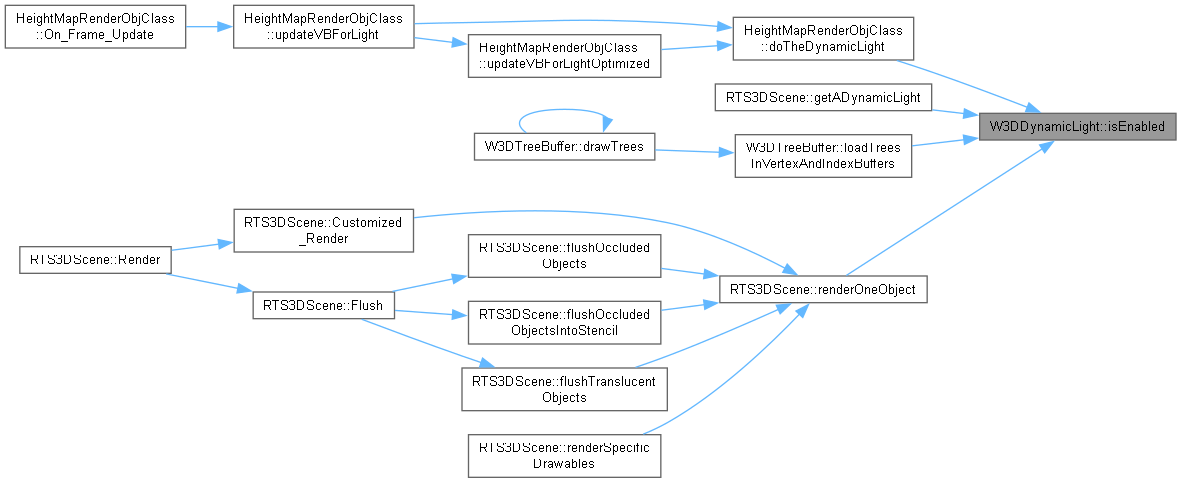 HeightMapRenderObjClass
::On_Frame_Update
HeightMapRenderObjClass
::updateVBForLight
HeightMapRenderObjClass
::updateVBForLightOptimized
HeightMapRenderObjClass
::doTheDynamicLight
RTS3DScene::getADynamicLight
W3DDynamicLight::isEnabled
W3DTreeBuffer::drawTrees
W3DTreeBuffer::loadTrees
InVertexAndIndexBuffers
RTS3DScene::Customized
_Render
RTS3DScene::Render
RTS3DScene::flushOccluded
Objects
RTS3DScene::renderOneObject
RTS3DScene::Flush
RTS3DScene::flushOccluded
ObjectsIntoStencil
RTS3DScene::flushTranslucent
Objects
RTS3DScene::renderSpecific
Drawables